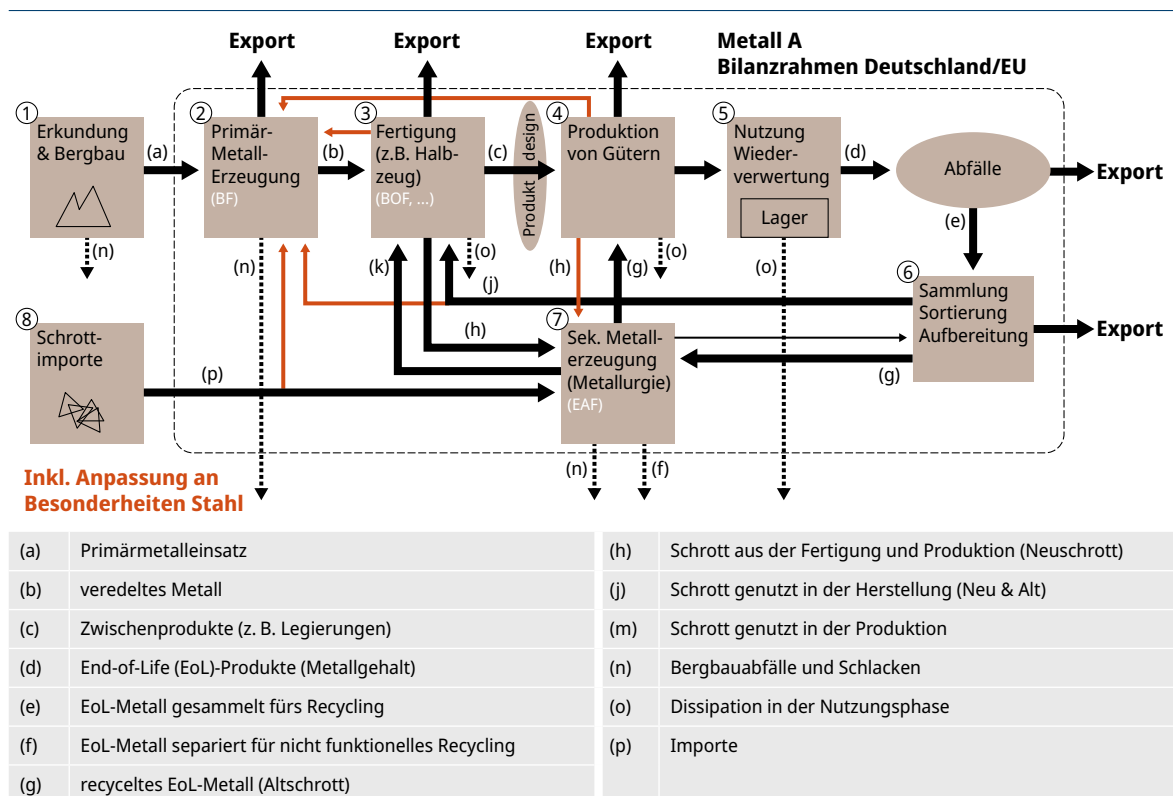 Export
Export
Export
Metall A
Bilanzrahmen Deutschland/EU
1
Erkundung
& Bergbau
(a)
(n)
2
Primär-
Metall-
Erzeugung
(BF)
(b)
(n)
3
Fertigung
(z.B. Halb-
zeug)
(BOF, ...)
(c)
(o)
(k)
(j)
(h)
Produkt design
4
Produktion
von Gütern
(h)
(g)
(o)
5
Nutzung
Wieder-
verwertung
Lager
(d)
(o)
Abfälle
Export
(e)
6
Sammlung
Sortierung
Aufbereitung
Export
(g)
7
Sek. Metall-
erzeugung
(Metallurgie)
(EAF)
(n)
(f)
8
Schrott-
importe
(p)
Inkl. Anpassung an
Besonderheiten Stahl
(a) Primärmetalleinsatz
(b) veredeltes Metall
(c) Zwischenprodukte (z. B. Legierungen)
(d) End-of-Life (EoL)-Produkte (Metallgehalt)
(e) EoL-Metall gesammelt fürs Recycling
(f) EoL-Metall separiert für nicht funktionelles Recycling
(g) recyceltes EoL-Metall (Altschrott)
(h) Schrott aus der Fertigung und Produktion (Neuschrott)
(j) Schrott genutzt in der Herstellung (Neu & Alt)
(m) Schrott genutzt in der Produktion
(n) Bergbauabfälle und Schlacken
(o) Dissipation in der Nutzungsphase
(p) Importe